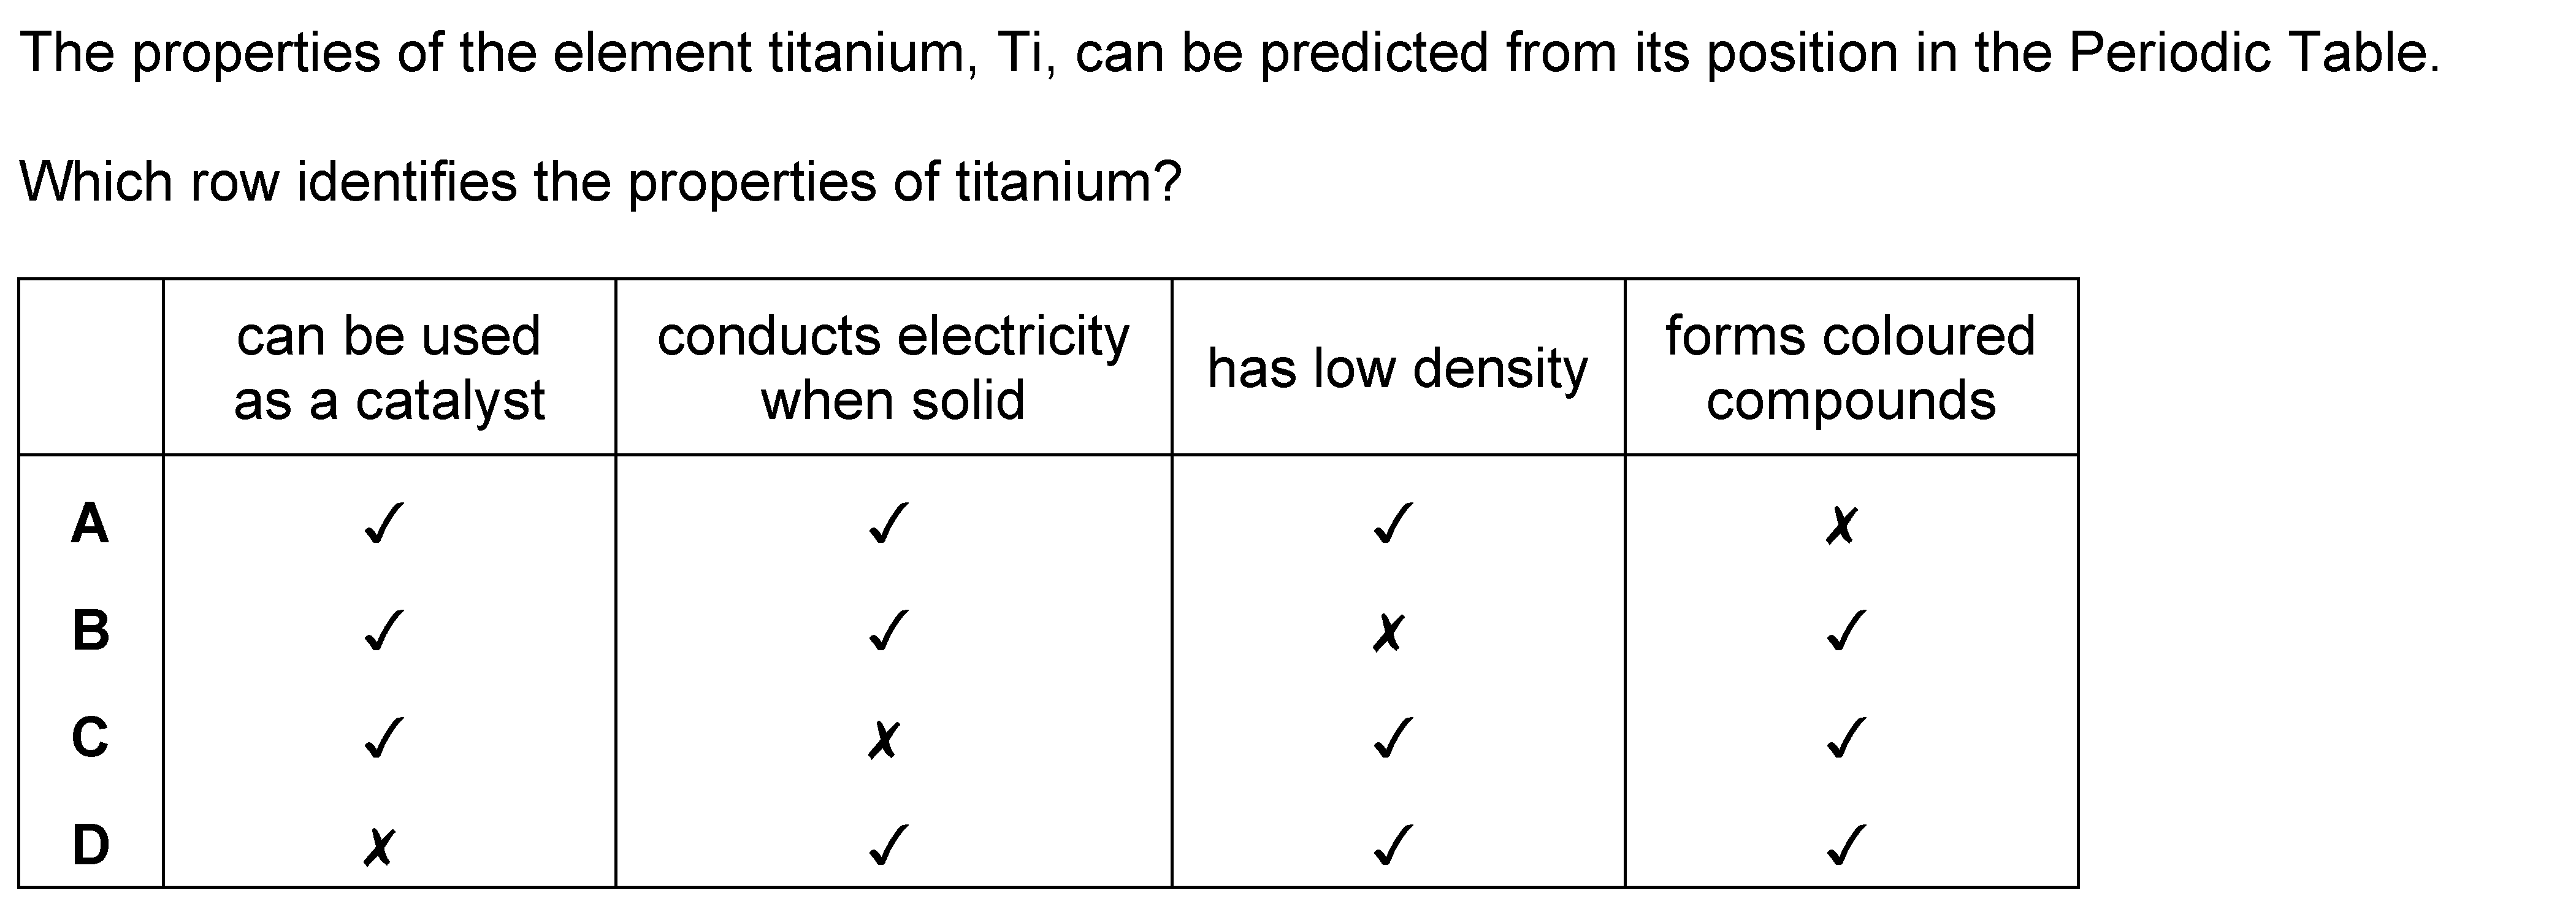 The properties of the element titanium, Ti, can be predicted from its position in the Periodic Table.
Which row identifies the properties of titanium?
can be used as a catalyst | conducts electricity when solid | has low density | forms coloured compounds
A ✓ ✓ ✓ ✗
B ✓ ✓ ✗ ✓
C ✓ ✗ ✓ ✓
D ✗ ✓ ✓ ✓